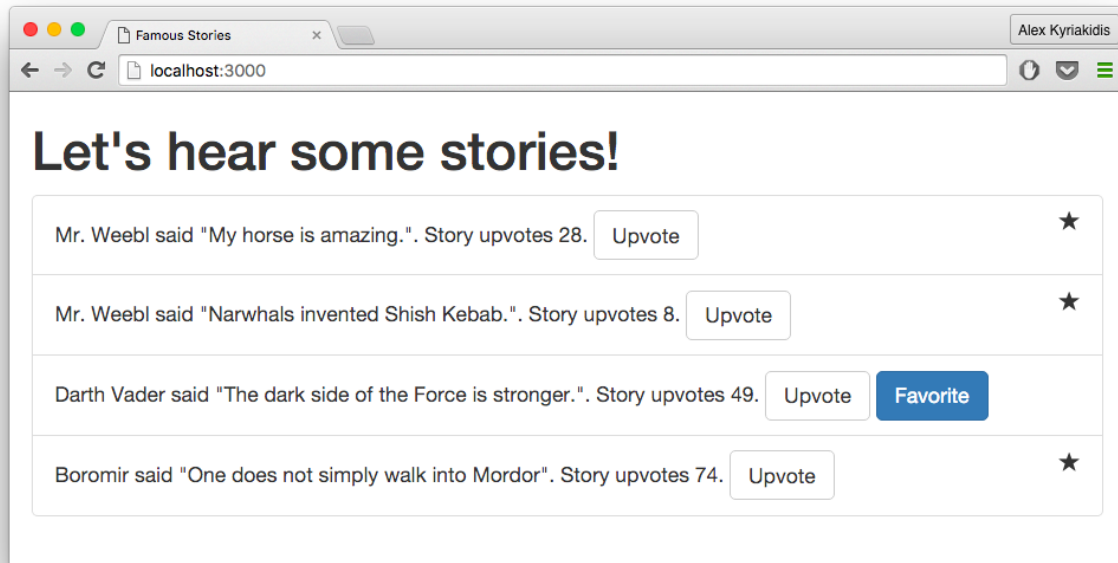 Famous Stories
Alex Kyriakidis
localhost:3000
Let's hear some stories!
Mr. Weebl said "My horse is amazing.". Story upvotes 28. Upvote
Mr. Weebl said "Narwhals invented Shish Kebab.". Story upvotes 8. Upvote
Darth Vader said "The dark side of the Force is stronger.". Story upvotes 49. Upvote Favorite
Boromir said "One does not simply walk into Mordor". Story upvotes 74. Upvote